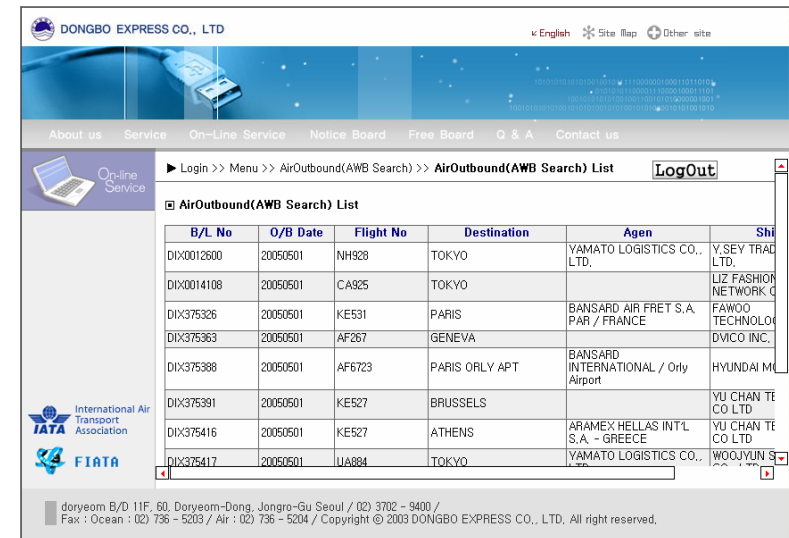 DONGBO EXPRESS CO., LTD
English Site Map Other site
About us Service On-Line Service Notice Board Free Board Q & A Contact us
On-line
Service
▶ Login >> Menu >> AirOutbound(AWB Search) >> AirOutbound(AWB Search) List LogOut
AirOutbound(AWB Search) List
B/L No O/B Date Flight No Destination Agen Shi
DIX0012600 20050501 NH928 TOKYO YAMATO LOGISTICS CO., LTD, Y,SEY TRAD LTD,
DIX0014108 20050501 CA925 TOKYO LIZ FASHION NETWORK C
DIX375326 20050501 KE531 PARIS BANSARD AIR FRET S,A, PAR / FRANCE FAWOO TECHNOLO
DIX375363 20050501 AF267 GENEVA DVICO INC,
DIX375388 20050501 AF6723 PARIS ORLY APT BANSARD INTERNATIONAL / Orly Airport HYUNDAI MO
DIX375391 20050501 KE527 BRUSSELS YU CHAN TE CO LTD
DIX375416 20050501 KE527 ATHENS ARAMEX HELLAS INT'L S,A, - GREECE YU CHAN TE CO LTD
DIX375417 20050501 UA884 TOKYO YAMATO LOGISTICS CO., WOOJYUN S
International Air
Transport
Association
IATA
FIATA
doryeom B/D 11F, 60, Doryeom-Dong, Jongro-Gu Seoul / 02) 3702 - 9400 /
Fax : Ocean : 02) 736 - 5203 / Air : 02) 736 - 5204 / Copyright © 2003 DONGBO EXPRESS CO,. LTD, All right reserved,